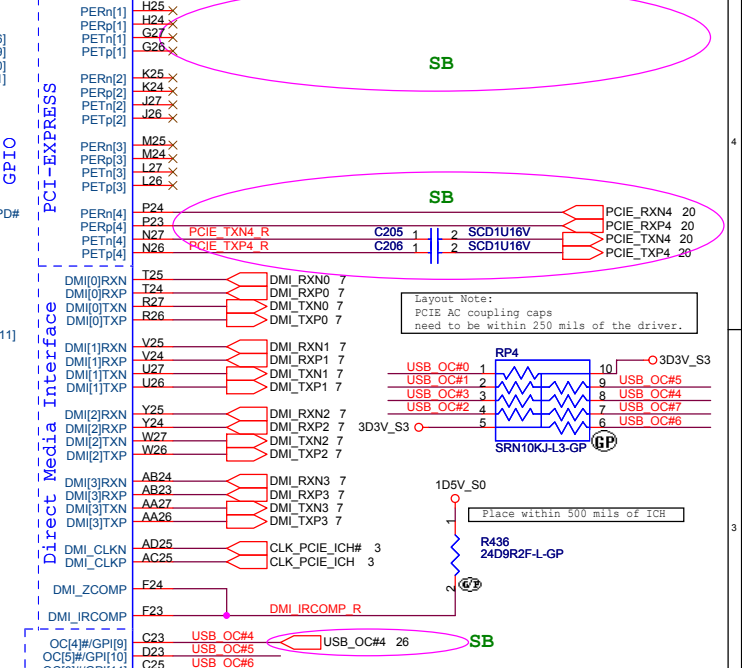 PERn[1] H25
PERp[1] H24
PETn[1] G27
PETp[1] G26
SB
PERn[2] K25
PERp[2] K24
PETn[2] J27
PETp[2] J26
PERn[3] M25
PERp[3] M24
PETn[3] L27
PETp[3] L26
4
GPIO
PCI-EXPRESS
SB
PERn[4] P24 PCIE_RXN4 20
PERp[4] P23 PCIE_RXP4 20
PETn[4] N27 PCIE_TXN4_R C205 1 2 SCD1U16V PCIE_TXN4 20
PETp[4] N26 PCIE_TXP4_R C206 1 2 SCD1U16V PCIE_TXP4 20
PD#
Direct Media Interface
DMI[0]RXN T25 DMI_RXN0 7
DMI[0]RXP T24 DMI_RXP0 7
DMI[0]TXN R27 DMI_TXN0 7
DMI[0]TXP R26 DMI_TXP0 7
Layout Note:
PCIE AC coupling caps
need to be within 250 mils of the driver.
11]
DMI[1]RXN V25 DMI_RXN1 7
DMI[1]RXP V24 DMI_RXP1 7
DMI[1]TXN U27 DMI_TXN1 7
DMI[1]TXP U26 DMI_TXP1 7
RP4
USB_OC#0 1 10 3D3V_S3
USB_OC#1 2 9 USB_OC#5
USB_OC#3 3 8 USB_OC#4
USB_OC#2 4 7 USB_OC#7
3D3V_S3 5 6 USB_OC#6
SRN10KJ-L3-GP GP
DMI[2]RXN Y25 DMI_RXN2 7
DMI[2]RXP Y24 DMI_RXP2 7
DMI[2]TXN W27 DMI_TXN2 7
DMI[2]TXP W26 DMI_TXP2 7
DMI[3]RXN AB24 DMI_RXN3 7
DMI[3]RXP AB23 DMI_RXP3 7
DMI[3]TXN AA27 DMI_TXN3 7
DMI[3]TXP AA26 DMI_TXP3 7
1D5V_S0
Place within 500 mils of ICH
3
1
R436
24D9R2F-L-GP
GP
2
DMI_CLKN AD25 CLK_PCIE_ICH# 3
DMI_CLKP AC25 CLK_PCIE_ICH 3
DMI_ZCOMP F24
DMI_IRCOMP F23 DMI_IRCOMP_R
OC[4]#/GPI[9] C23 USB_OC#4 USB_OC#4 26 SB
OC[5]#/GPI[10] D23 USB_OC#5
C25 USB_OC#6